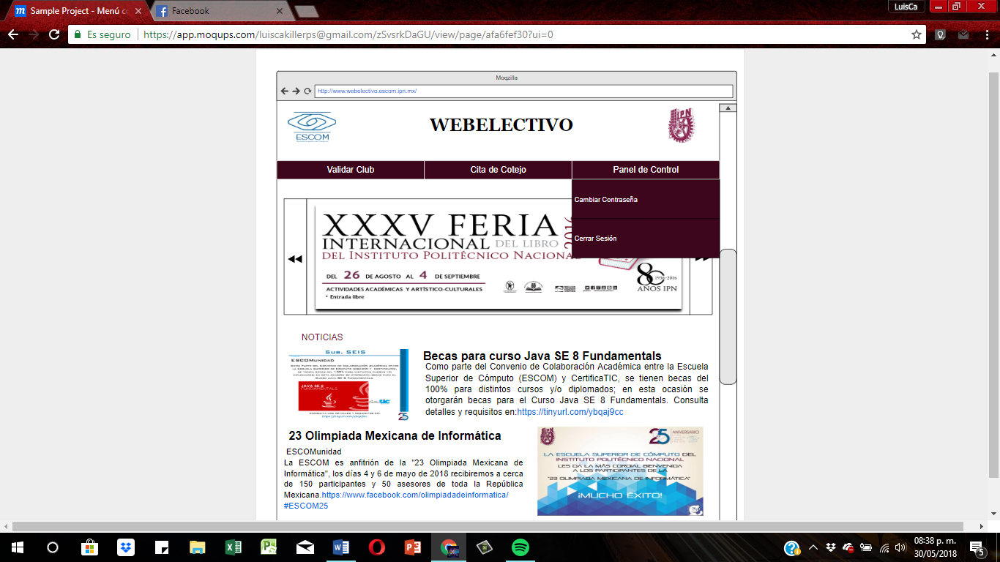 Sample Project - Menú c
Facebook
LuisCa
Es seguro
https://app.moqups.com/luiscakillerps@gmail.com/zSvsrkDaGU/view/page/afa6fef30?ui=0
Moqzilla
http://www.webelectivo.escom.ipn.mx/
ESCOM
WEBELECTIVO
IPN
Validar Club
Cita de Cotejo
Panel de Control
Cambiar Contraseña
Cerrar Sesión
XXXV FERIA
INTERNACIONAL DEL LIBRO
2016
DEL INSTITUTO POLITÉCNICO NACIONAL
DEL 26 DE AGOSTO AL 4 DE SEPTIEMBRE
ACTIVIDADES ACADÉMICAS Y ARTÍSTICO-CULTURALES
* Entrada libre
80 1936-2016
AÑOS IPN
NOTICIAS
SUB. SEIS
ESCOMunidad
JAVA SE 8
FUNDAMENTALS
25
Becas para curso Java SE 8 Fundamentals
Como parte del Convenio de Colaboración Académica entre la Escuela
Superior de Cómputo (ESCOM) y CertificaTIC, se tienen becas del
100% para distintos cursos y/o diplomados; en esta ocasión se
otorgarán becas para el Curso Java SE 8 Fundamentals. Consulta
detalles y requisitos en:https://tinyurl.com/ybqaj9cc
23 Olimpiada Mexicana de Informática
ESCOMunidad
La ESCOM es anfitrión de la "23 Olimpiada Mexicana de
Informática", los días 4 y 6 de mayo de 2018 recibiremos a cerca
de 150 participantes y 50 asesores de toda la República
Mexicana.https://www.facebook.com/olimpiadadeinformatica/
#ESCOM25
25 ANIVERSARIO
LA ESCUELA SUPERIOR DE CÓMPUTO DEL
INSTITUTO POLITÉCNICO NACIONAL
LES DA LA MÁS CORDIAL BIENVENIDA
A LOS PARTICIPANTES DE LA
"23 OLIMPIADA MEXICANA DE INFORMÁTICA"
¡MUCHO ÉXITO!
08:38 p. m.
30/05/2018
5